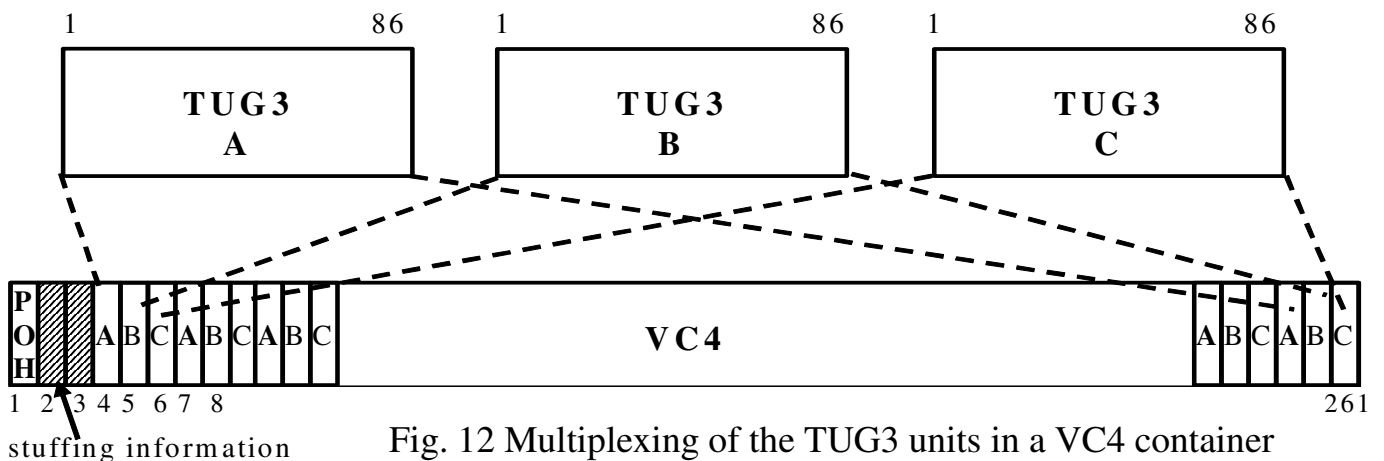 1 86 1 86 1 86
TUG3 TUG3 TUG3
A B C
P O H A B C A B C A B C VC4 A B C A B C
1 2 3 4 5 6 7 8 261
stuffing information
Fig. 12 Multiplexing of the TUG3 units in a VC4 container